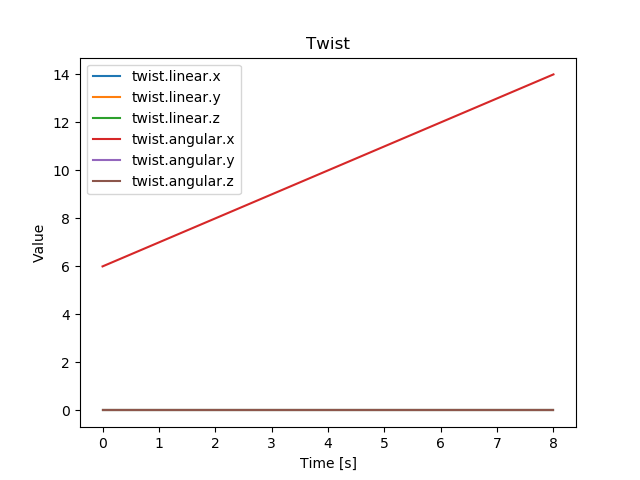 Twist
twist.linear.x
twist.linear.y
twist.linear.z
twist.angular.x
twist.angular.y
twist.angular.z
Value
14
12
10
8
6
4
2
0
0 1 2 3 4 5 6 7 8
Time [s]